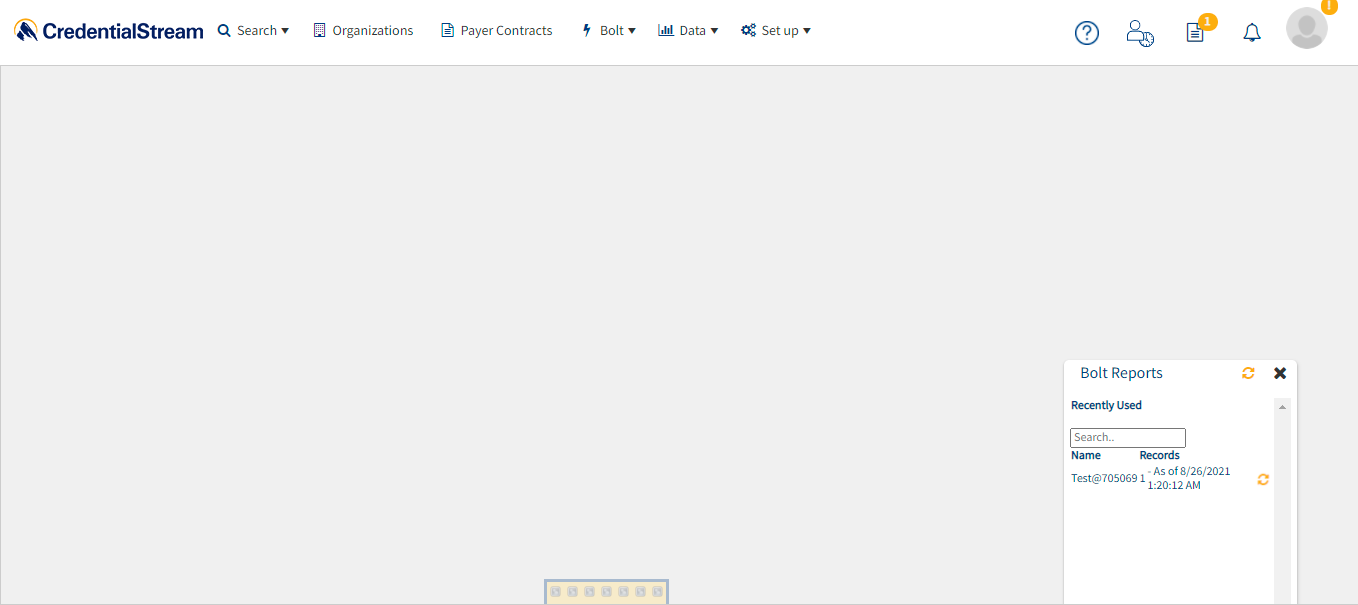 CredentialStream Search Organizations Payer Contracts Bolt Data Set up ? 1 !
Bolt Reports
Recently Used
Search..
Name Records
Test@705069 1 - As of 8/26/2021
1:20:12 AM